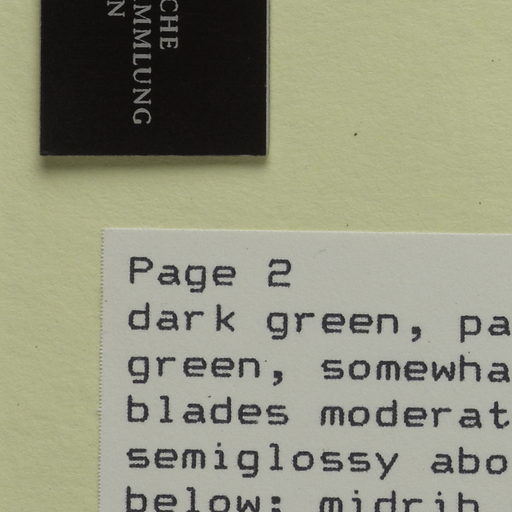 CHE
MMLUNG
N
Page 2
dark green, pa
green, somewha
blades moderat
semiglossy abo
below; midrib